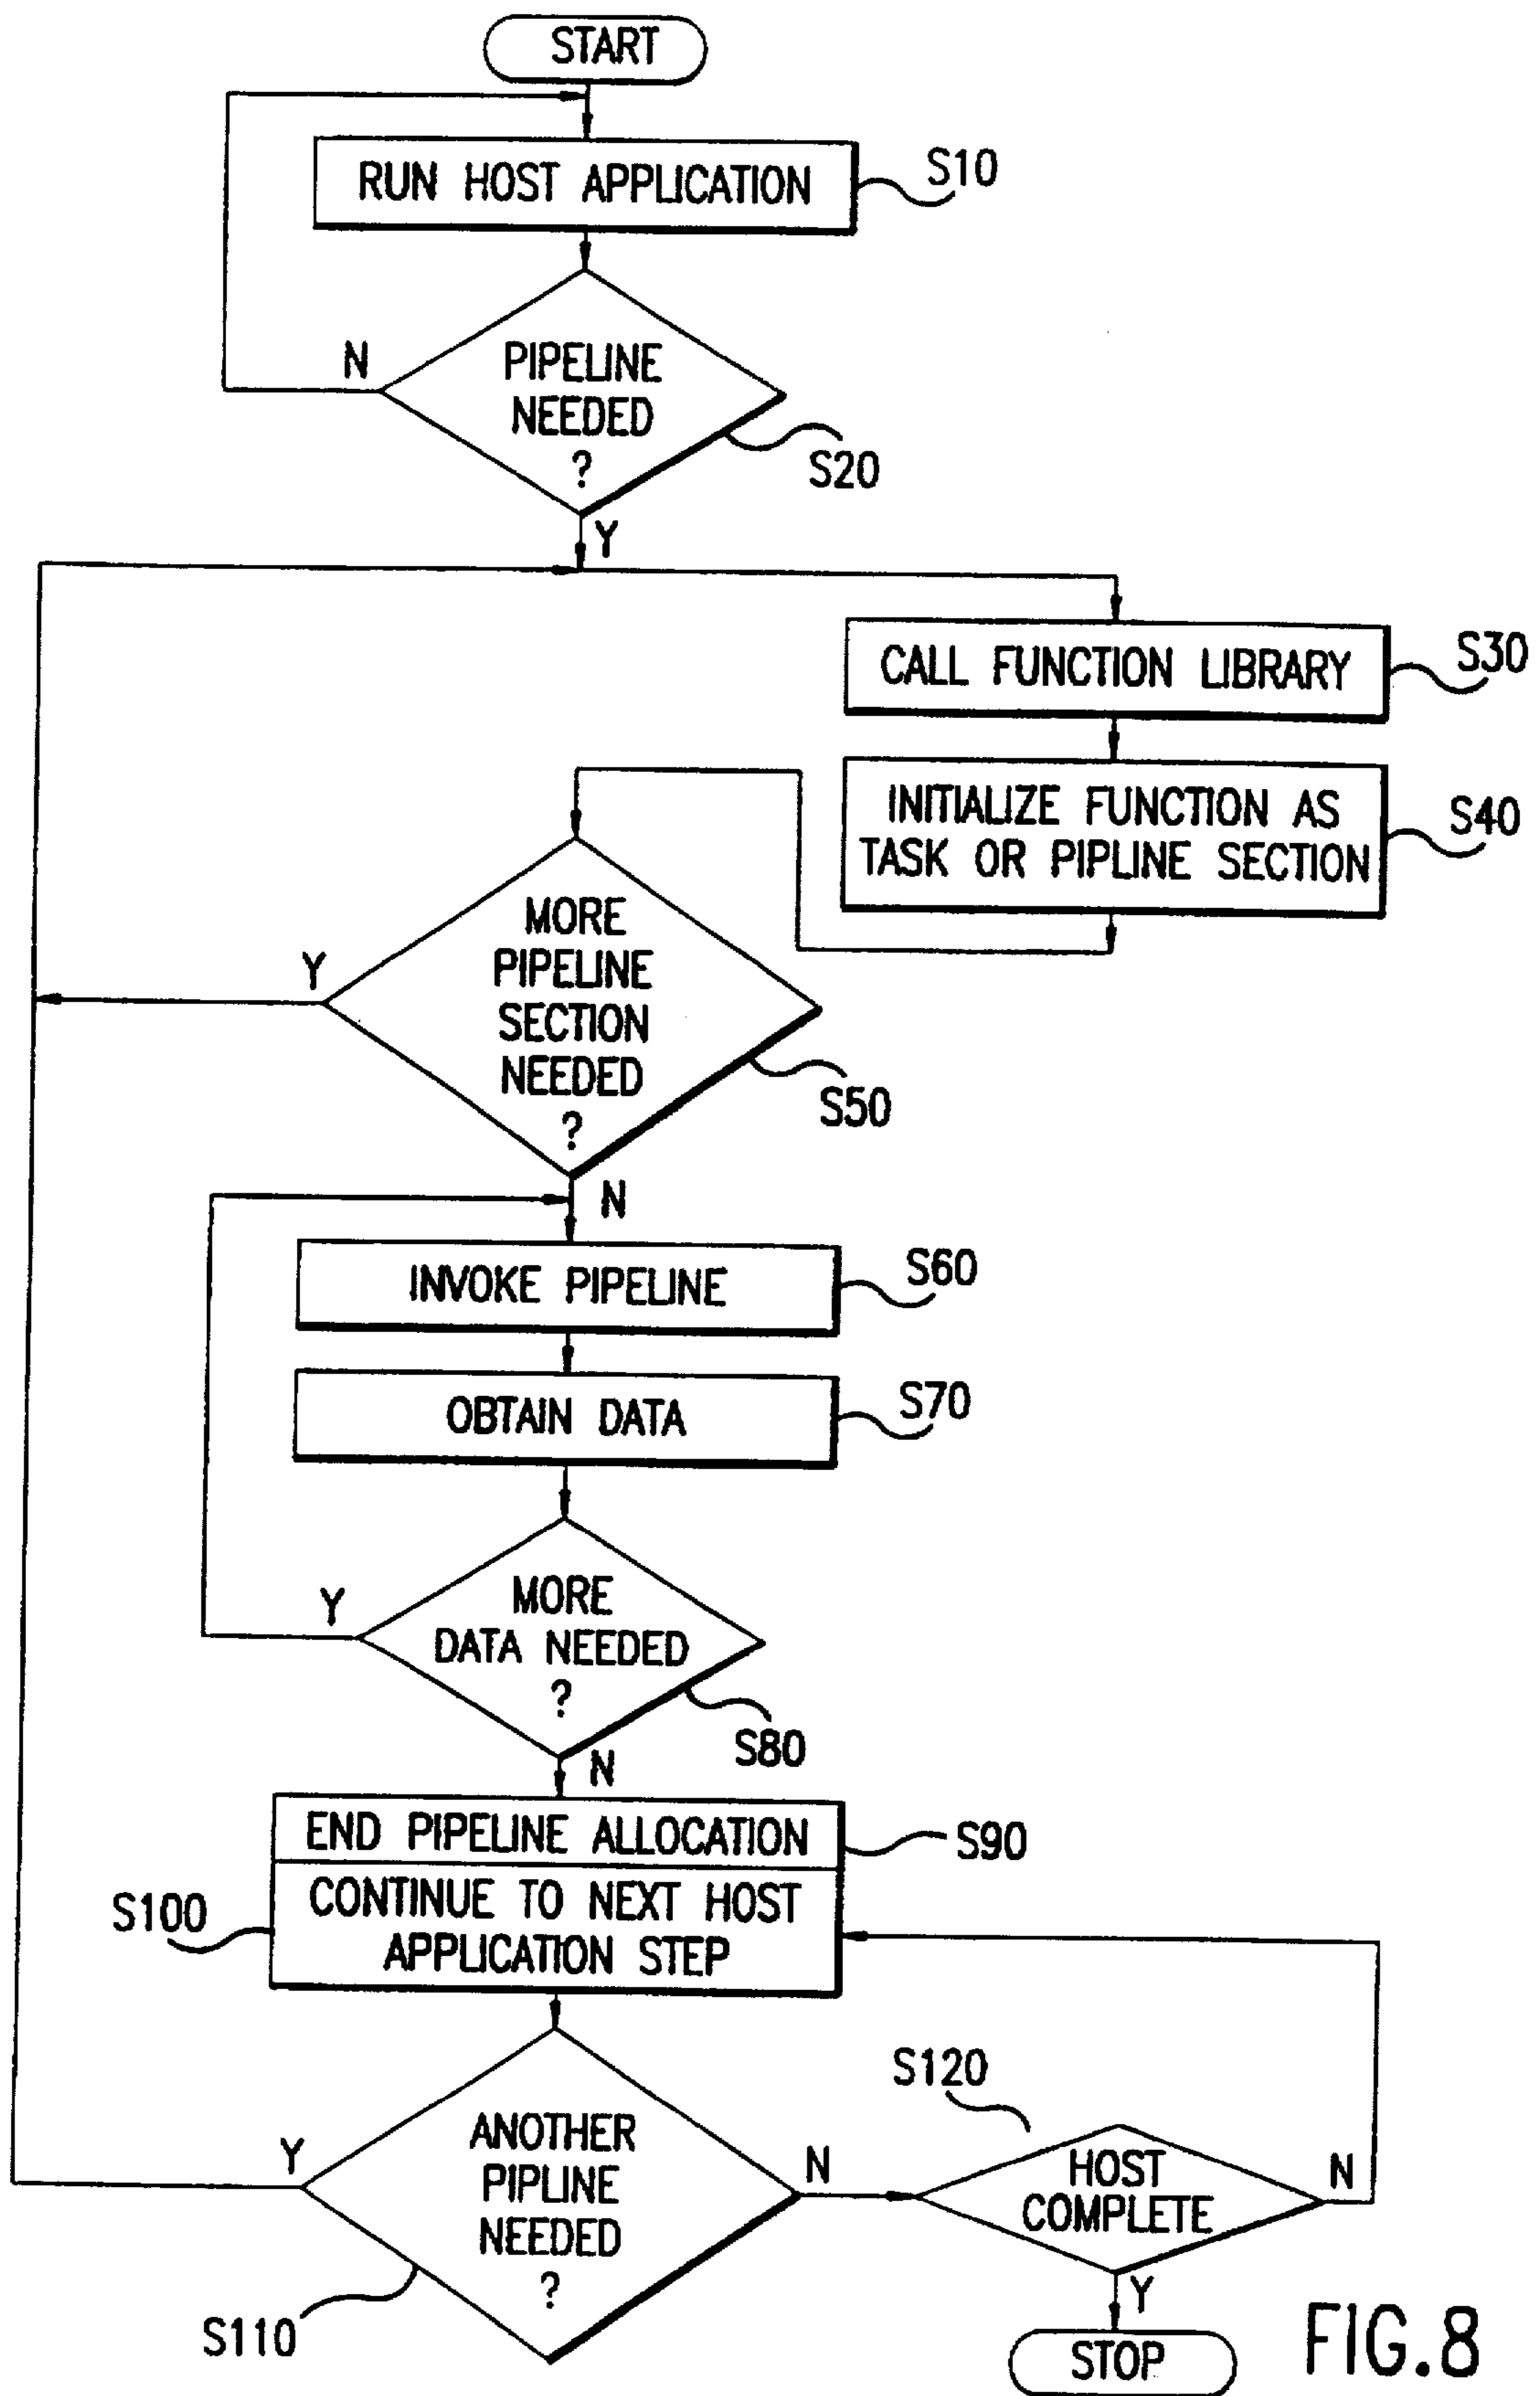 START
RUN HOST APPLICATION
S10
N
PIPELINE
NEEDED
?
S20
Y
CALL FUNCTION LIBRARY
S30
INITIALIZE FUNCTION AS
TASK OR PIPLINE SECTION
S40
MORE
PIPELINE
SECTION
NEEDED
?
Y
S50
N
INVOKE PIPELINE
S60
OBTAIN DATA
S70
MORE
DATA NEEDED
?
Y
S80
N
END PIPELINE ALLOCATION
S90
CONTINUE TO NEXT HOST
APPLICATION STEP
S100
ANOTHER
PIPLINE
NEEDED
?
Y
N
S110
S120
HOST
COMPLETE
N
Y
STOP
FIG.8